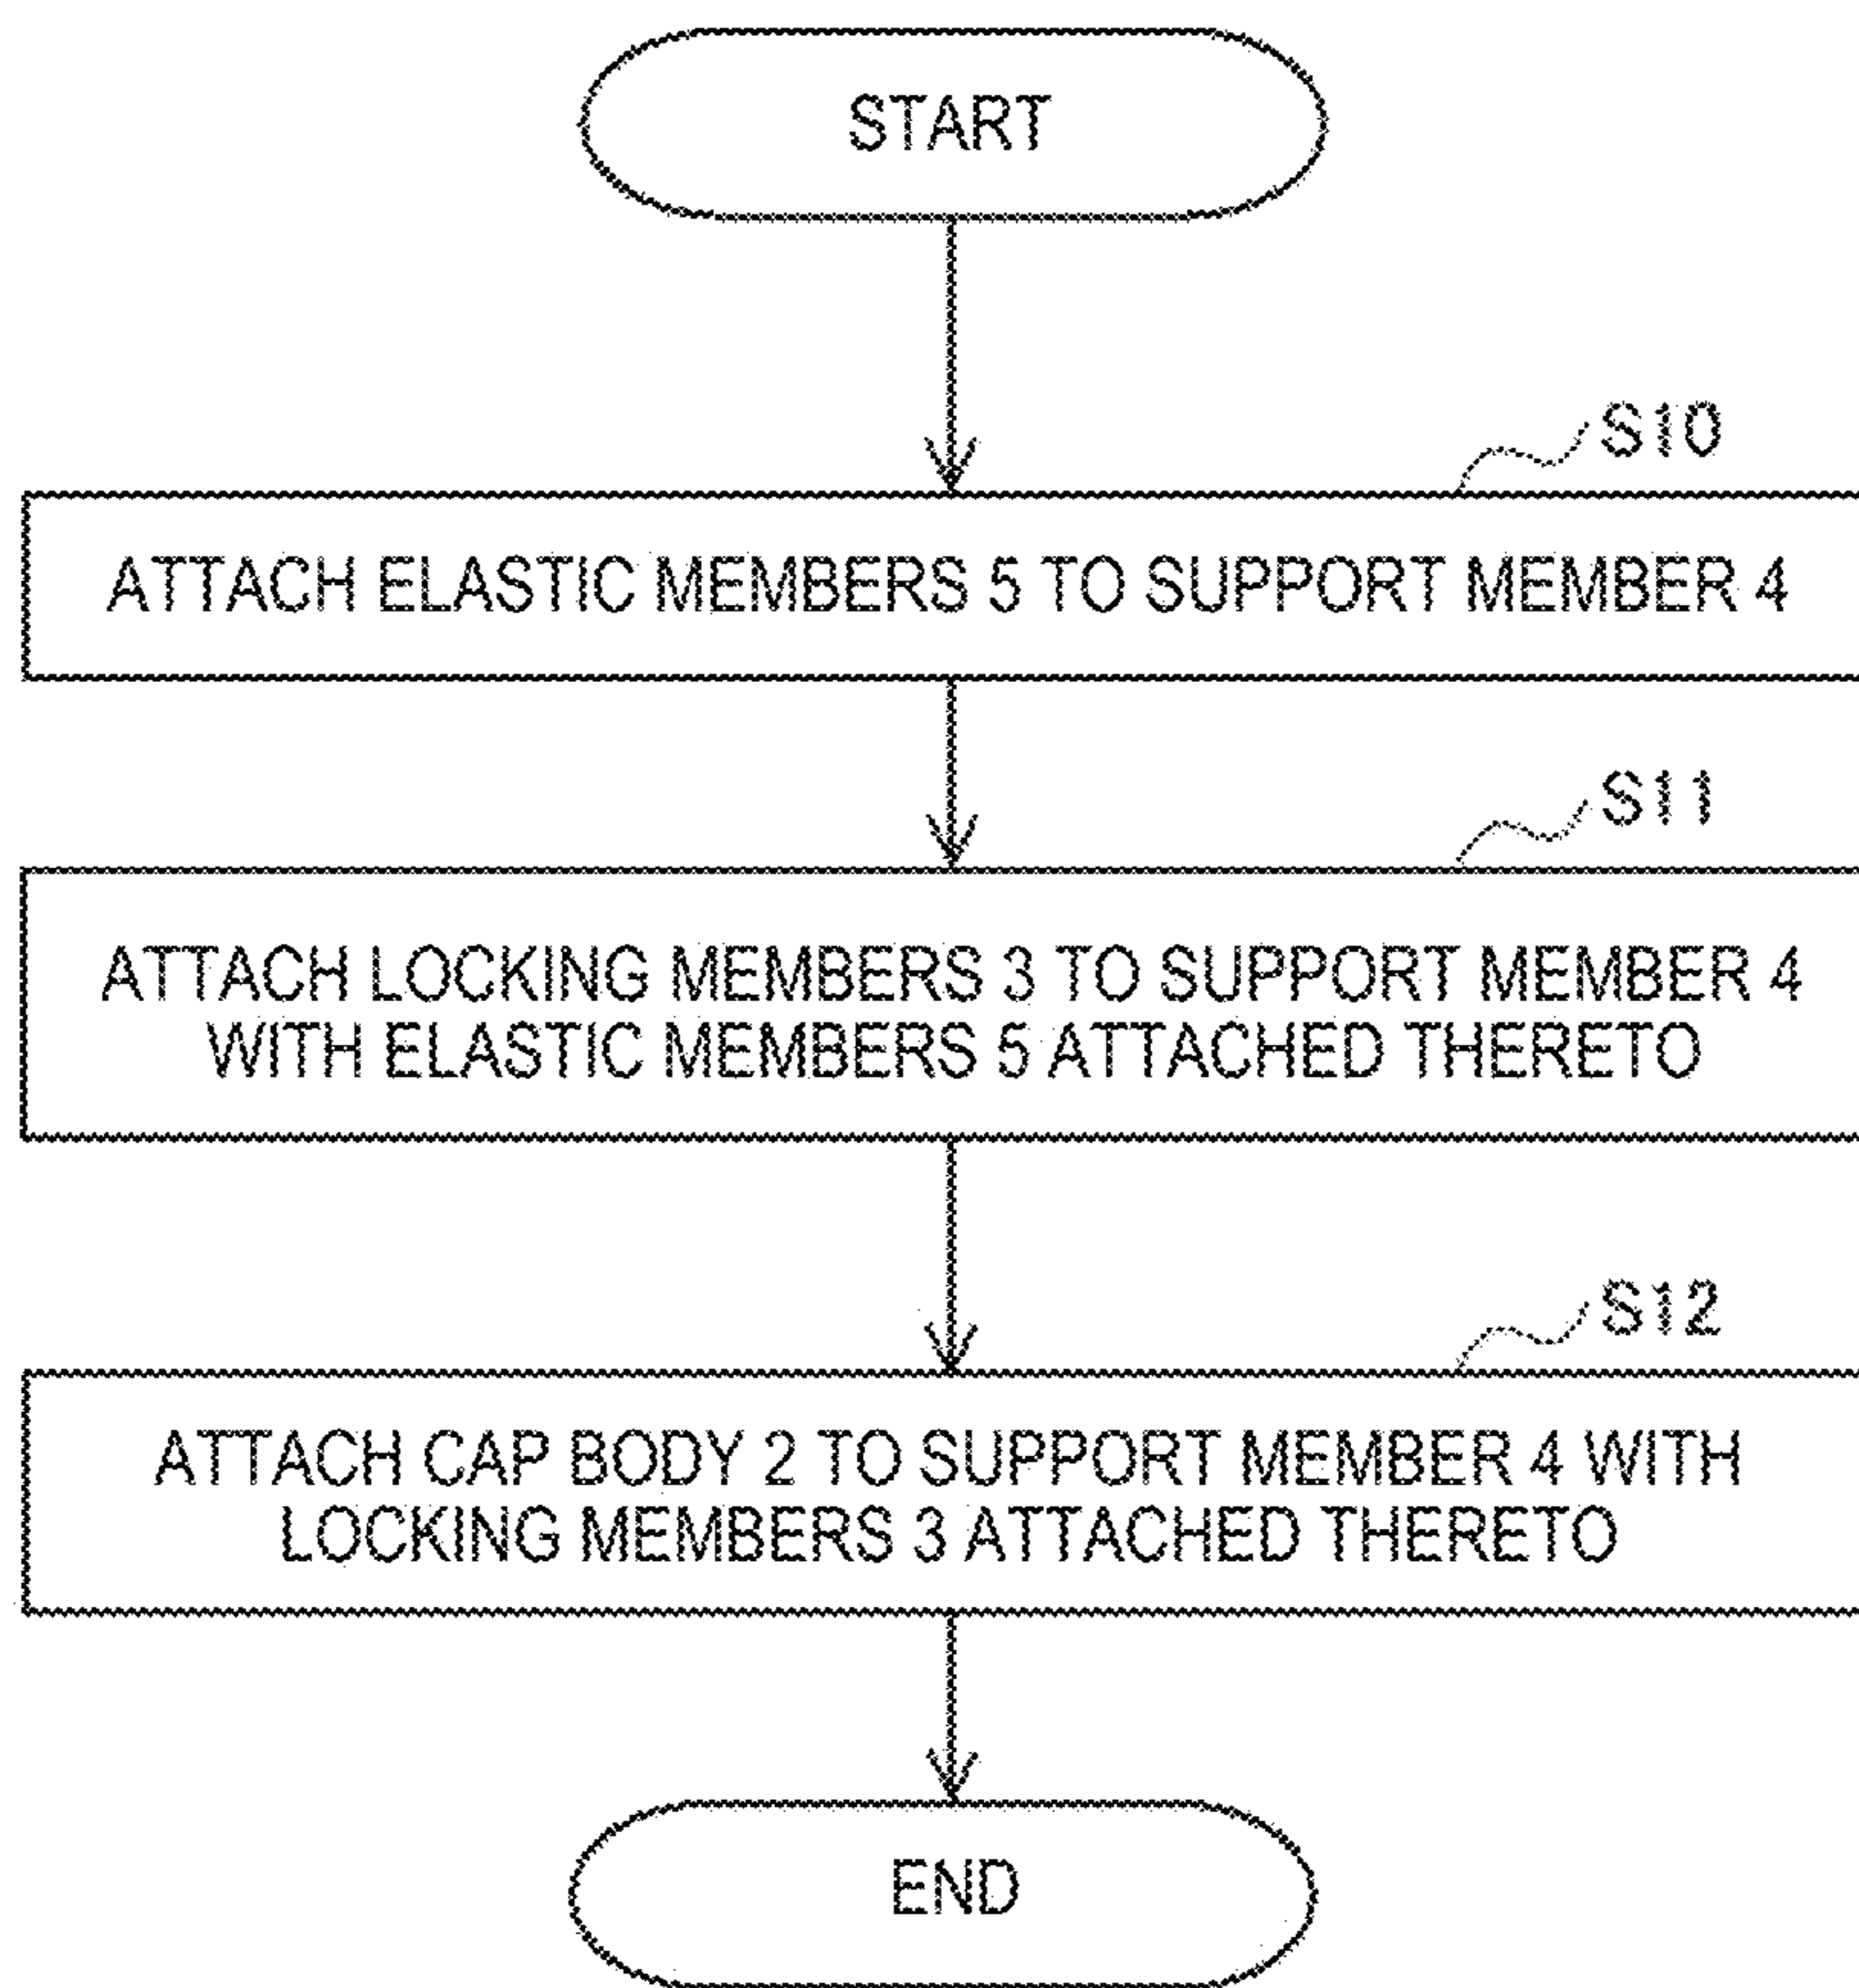 START
S10
ATTACH ELASTIC MEMBERS 5 TO SUPPORT MEMBER 4
S11
ATTACH LOCKING MEMBERS 3 TO SUPPORT MEMBER 4
WITH ELASTIC MEMBERS 5 ATTACHED THERETO
S12
ATTACH CAP BODY 2 TO SUPPORT MEMBER 4 WITH
LOCKING MEMBERS 3 ATTACHED THERETO
END